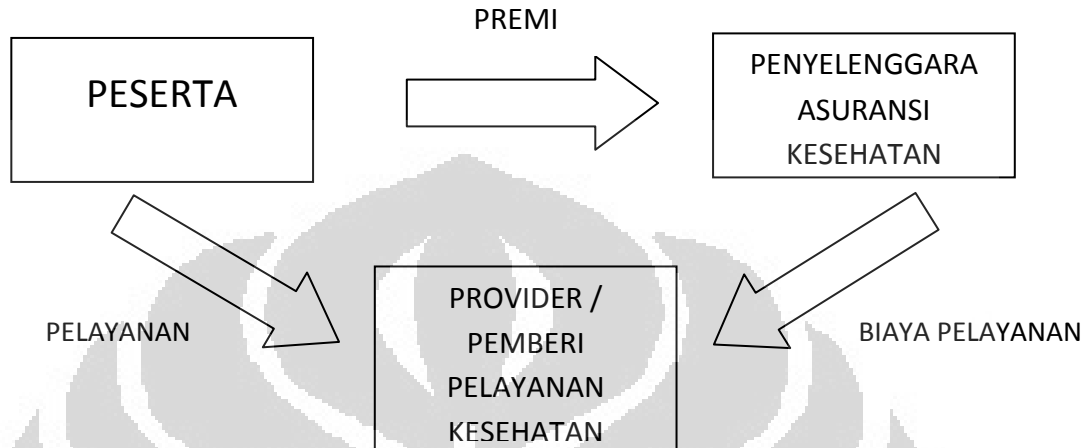 PREMI
PESERTA
PENYELENGGARA
ASURANSI
KESEHATAN
PELAYANAN
PROVIDER /
PEMBERI
PELAYANAN
KESEHATAN
BIAYA PELAYANAN